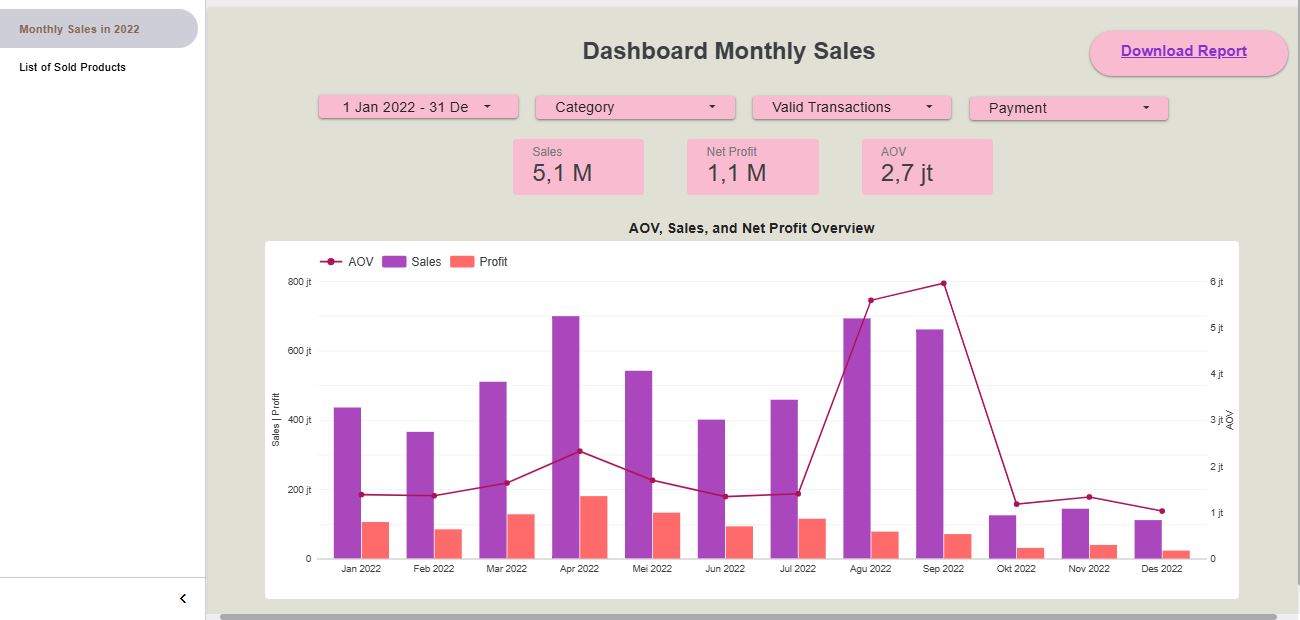 Monthly Sales in 2022
List of Sold Products
Dashboard Monthly Sales
Download Report
1 Jan 2022 - 31 De
Category
Valid Transactions
Payment
Sales
5,1 M
Net Profit
1,1 M
AOV
2,7 jt
AOV, Sales, and Net Profit Overview
AOV Sales Profit
800 jt
600 jt
400 jt
200 jt
0
Sales | Profit
6 jt
5 jt
4 jt
3 jt
2 jt
1 jt
0
AOV
Jan 2022 Feb 2022 Mar 2022 Apr 2022 Mei 2022 Jun 2022 Jul 2022 Agu 2022 Sep 2022 Okt 2022 Nov 2022 Des 2022